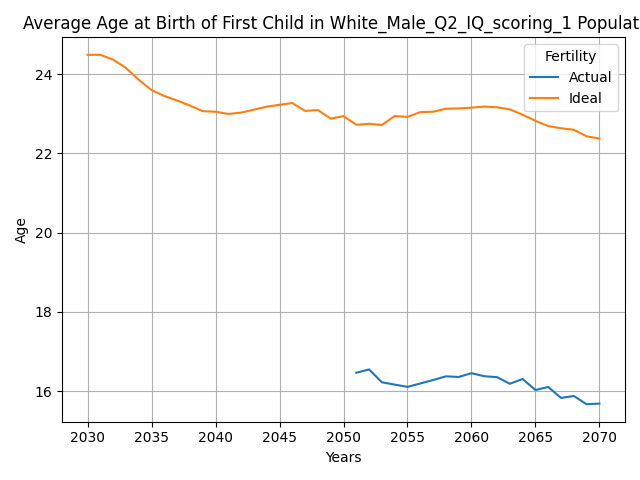 Average Age at Birth of First Child in White_Male_Q2_IQ_scoring_1 Populat
Fertility
Actual
Ideal
24
22
20
18
16
Age
2030 2035 2040 2045 2050 2055 2060 2065 2070
Years